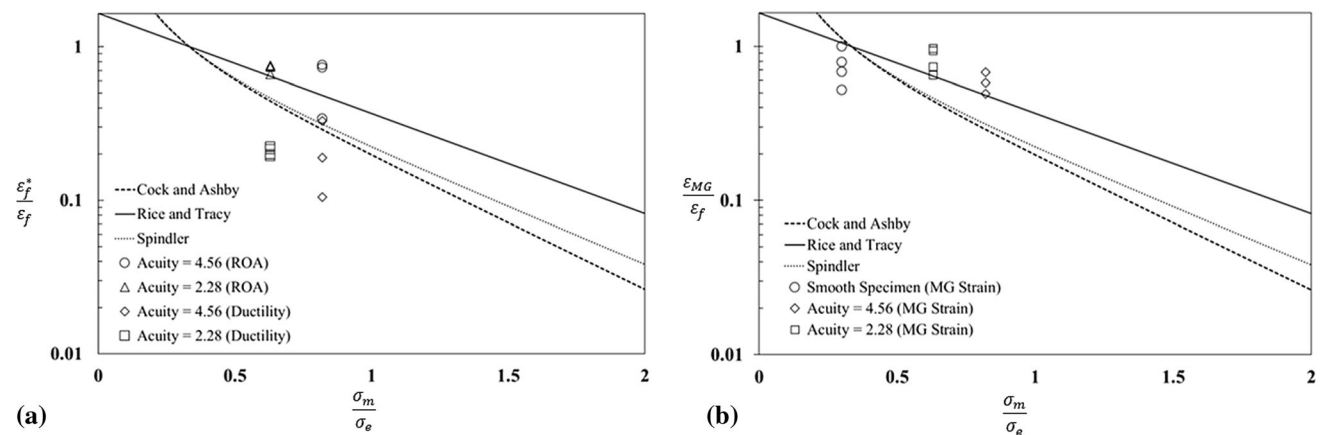 1
0.1
0.01
ε*f
εf
Cock and Ashby
Rice and Tracy
Spindler
Acuity = 4.56 (ROA)
Acuity = 2.28 (ROA)
Acuity = 4.56 (Ductility)
Acuity = 2.28 (Ductility)
0 0.5 1 1.5 2
σm
σe
(a)
1
0.1
0.01
εMG
εf
Cock and Ashby
Rice and Tracy
Spindler
Smooth Specimen (MG Strain)
Acuity = 4.56 (MG Strain)
Acuity = 2.28 (MG Strain)
0 0.5 1 1.5 2
σm
σe
(b)